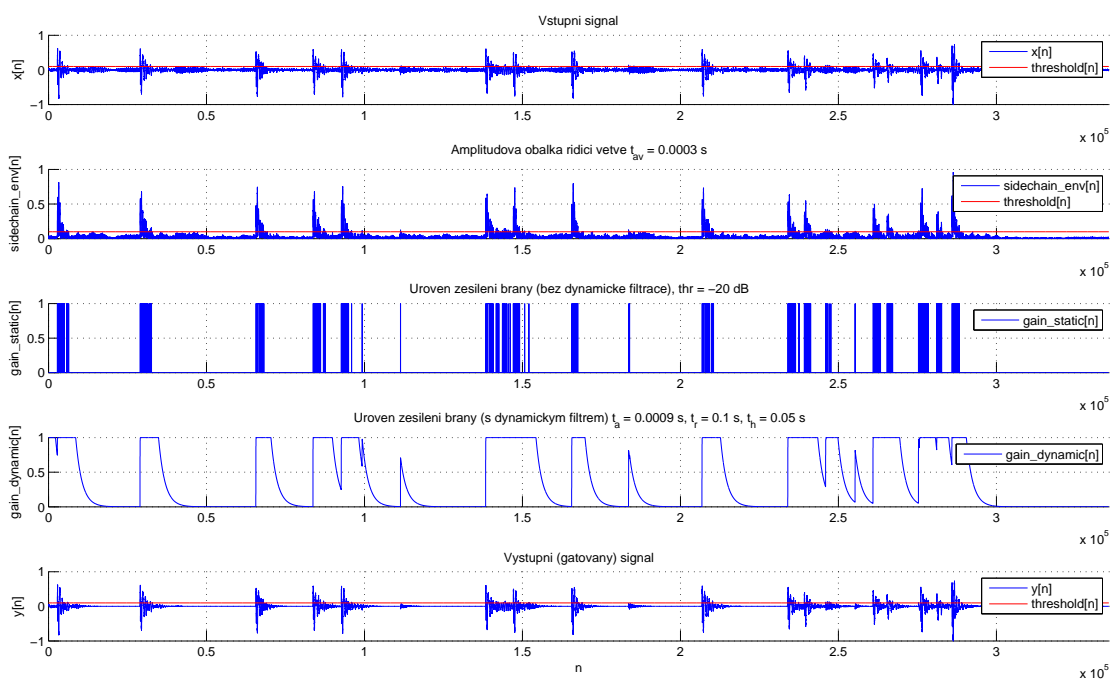 Vstupni signal
x[n]
1
0
−1
x[n]
threshold[n]
0
0.5
1
1.5
2
2.5
3
x 10^5
Amplitudova obalka ridici vetve t_av = 0.0003 s
sidechain_env[n]
1
0.5
0
sidechain_env[n]
threshold[n]
0
0.5
1
1.5
2
2.5
3
x 10^5
Uroven zesileni brany (bez dynamicke filtrace), thr = −20 dB
gain_static[n]
1
0.5
0
gain_static[n]
0
0.5
1
1.5
2
2.5
3
x 10^5
Uroven zesileni brany (s dynamickym filtrem) t_a = 0.0009 s, t_r = 0.1 s, t_h = 0.05 s
gain_dynamic[n]
1
0.5
0
gain_dynamic[n]
0
0.5
1
1.5
2
2.5
3
x 10^5
Vystupni (gatovany) signal
y[n]
1
0
−1
y[n]
threshold[n]
0
0.5
1
1.5
2
2.5
3
n
x 10^5